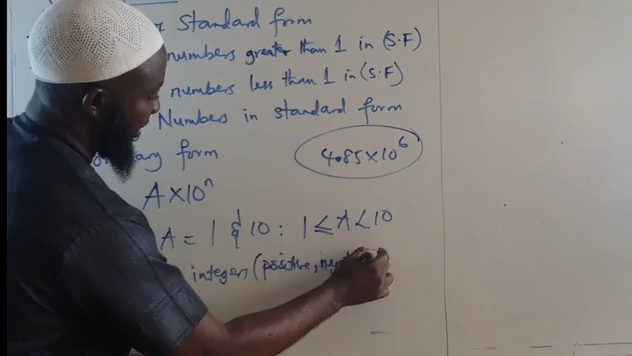 Standard form
numbers greater than 1 in (S.F)
numbers less than 1 in (S.F)
Numbers in standard form
form
4.85×10⁶
A×10ⁿ
A = 1 & 10 : 1 ≤ A < 10
integers (positive,